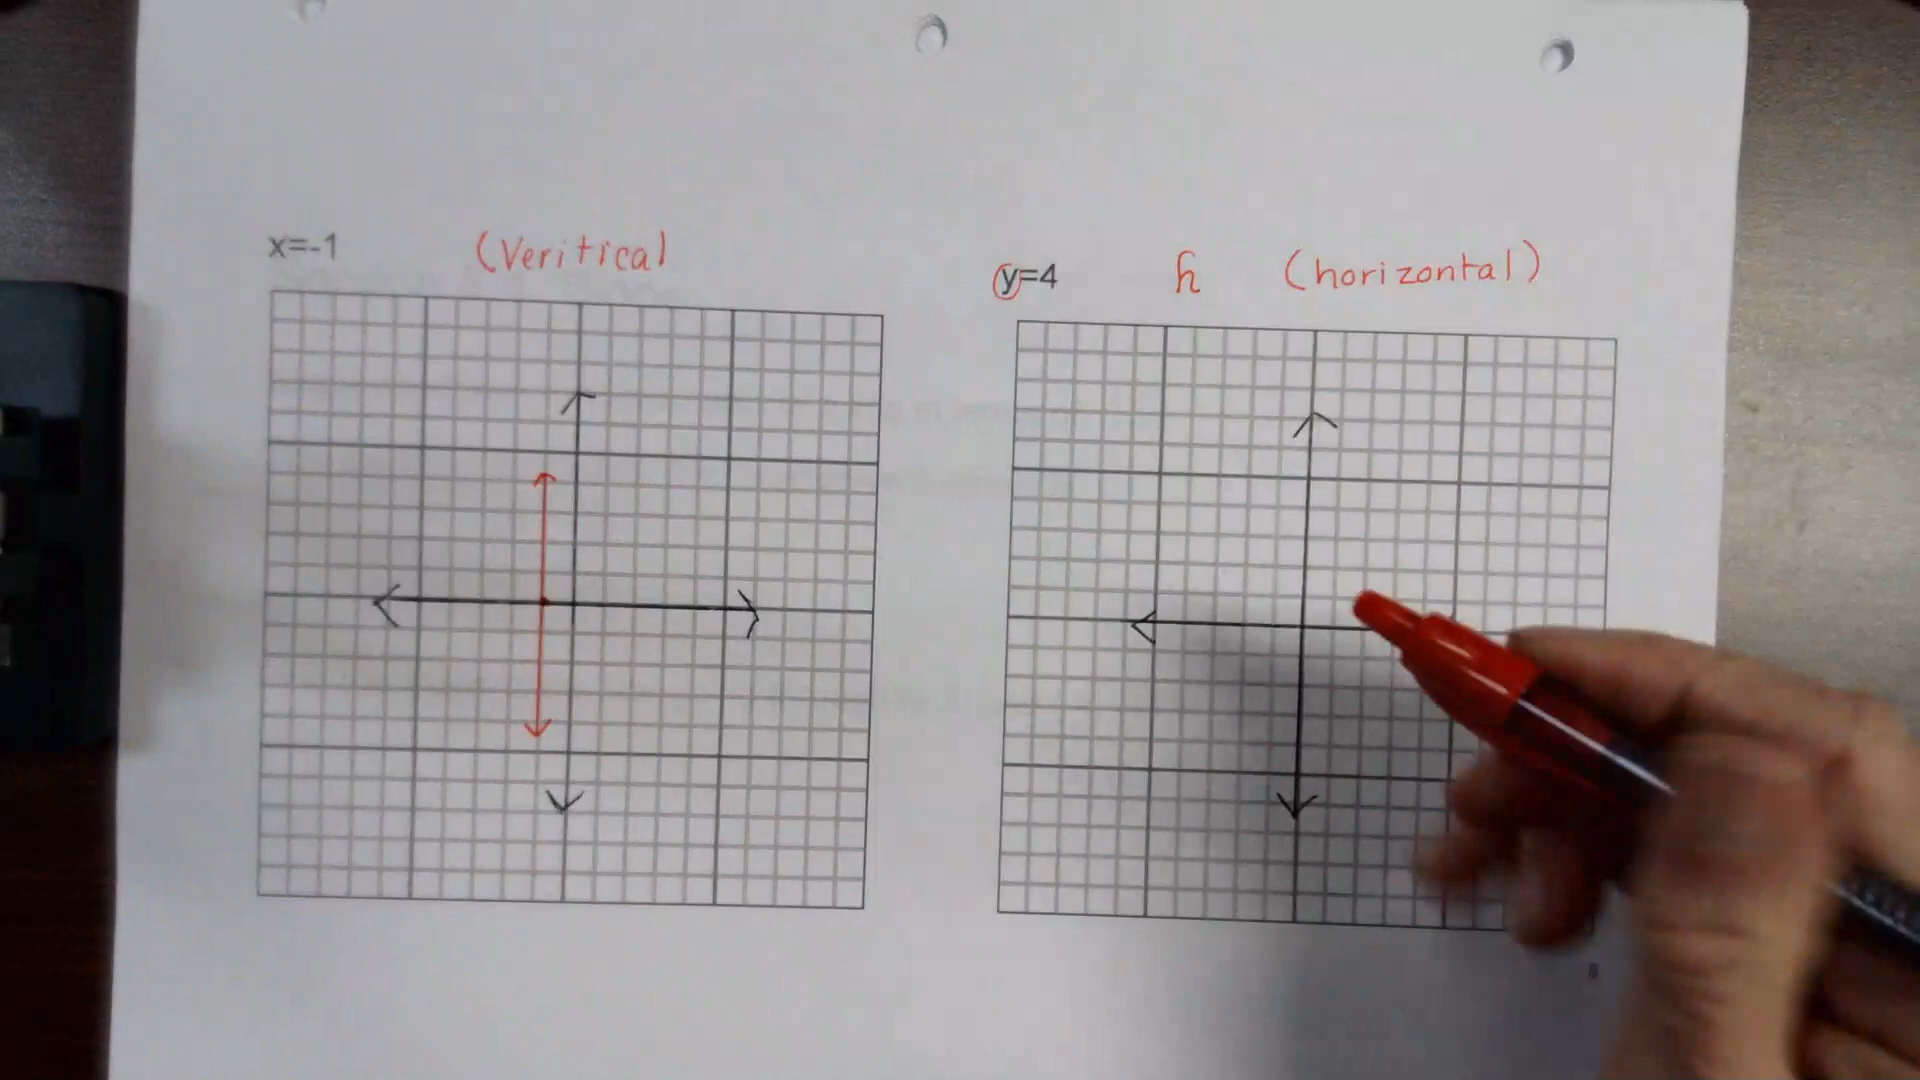 x=-1
(Veritical
y=4
h
(horizontal)